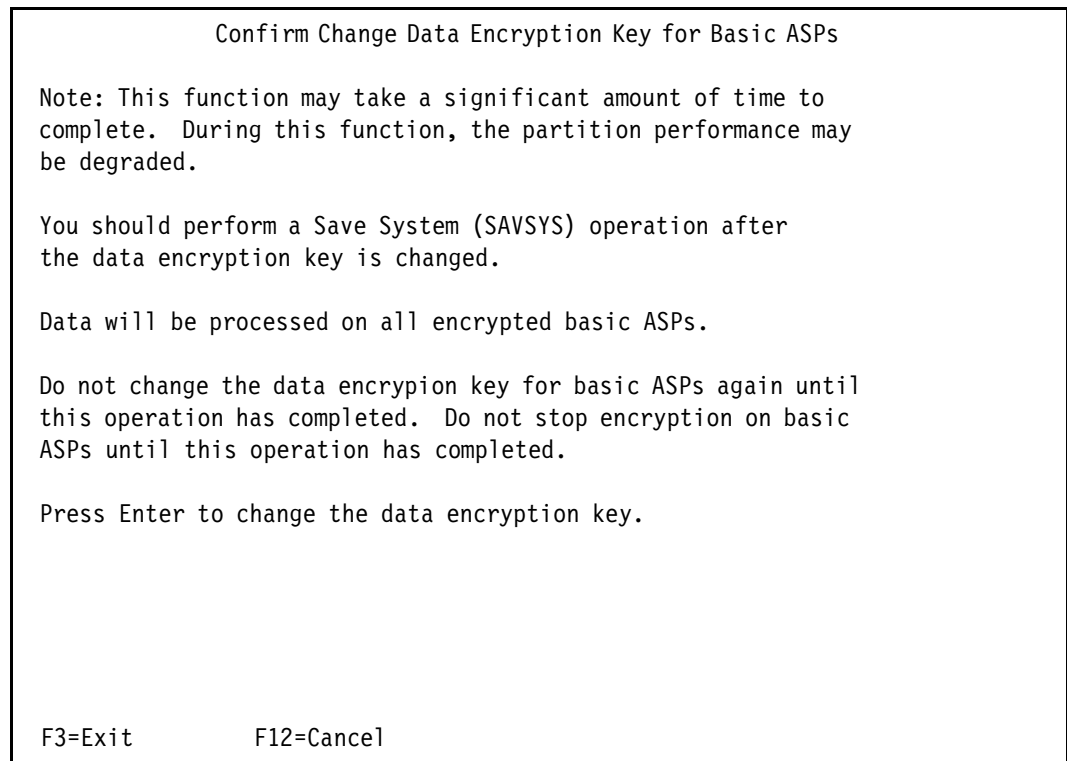 Confirm Change Data Encryption Key for Basic ASPs
Note: This function may take a significant amount of time to
complete. During this function, the partition performance may
be degraded.
You should perform a Save System (SAVSYS) operation after
the data encryption key is changed.
Data will be processed on all encrypted basic ASPs.
Do not change the data encrypion key for basic ASPs again until
this operation has completed. Do not stop encryption on basic
ASPs until this operation has completed.
Press Enter to change the data encryption key.
F3=Exit F12=Cancel